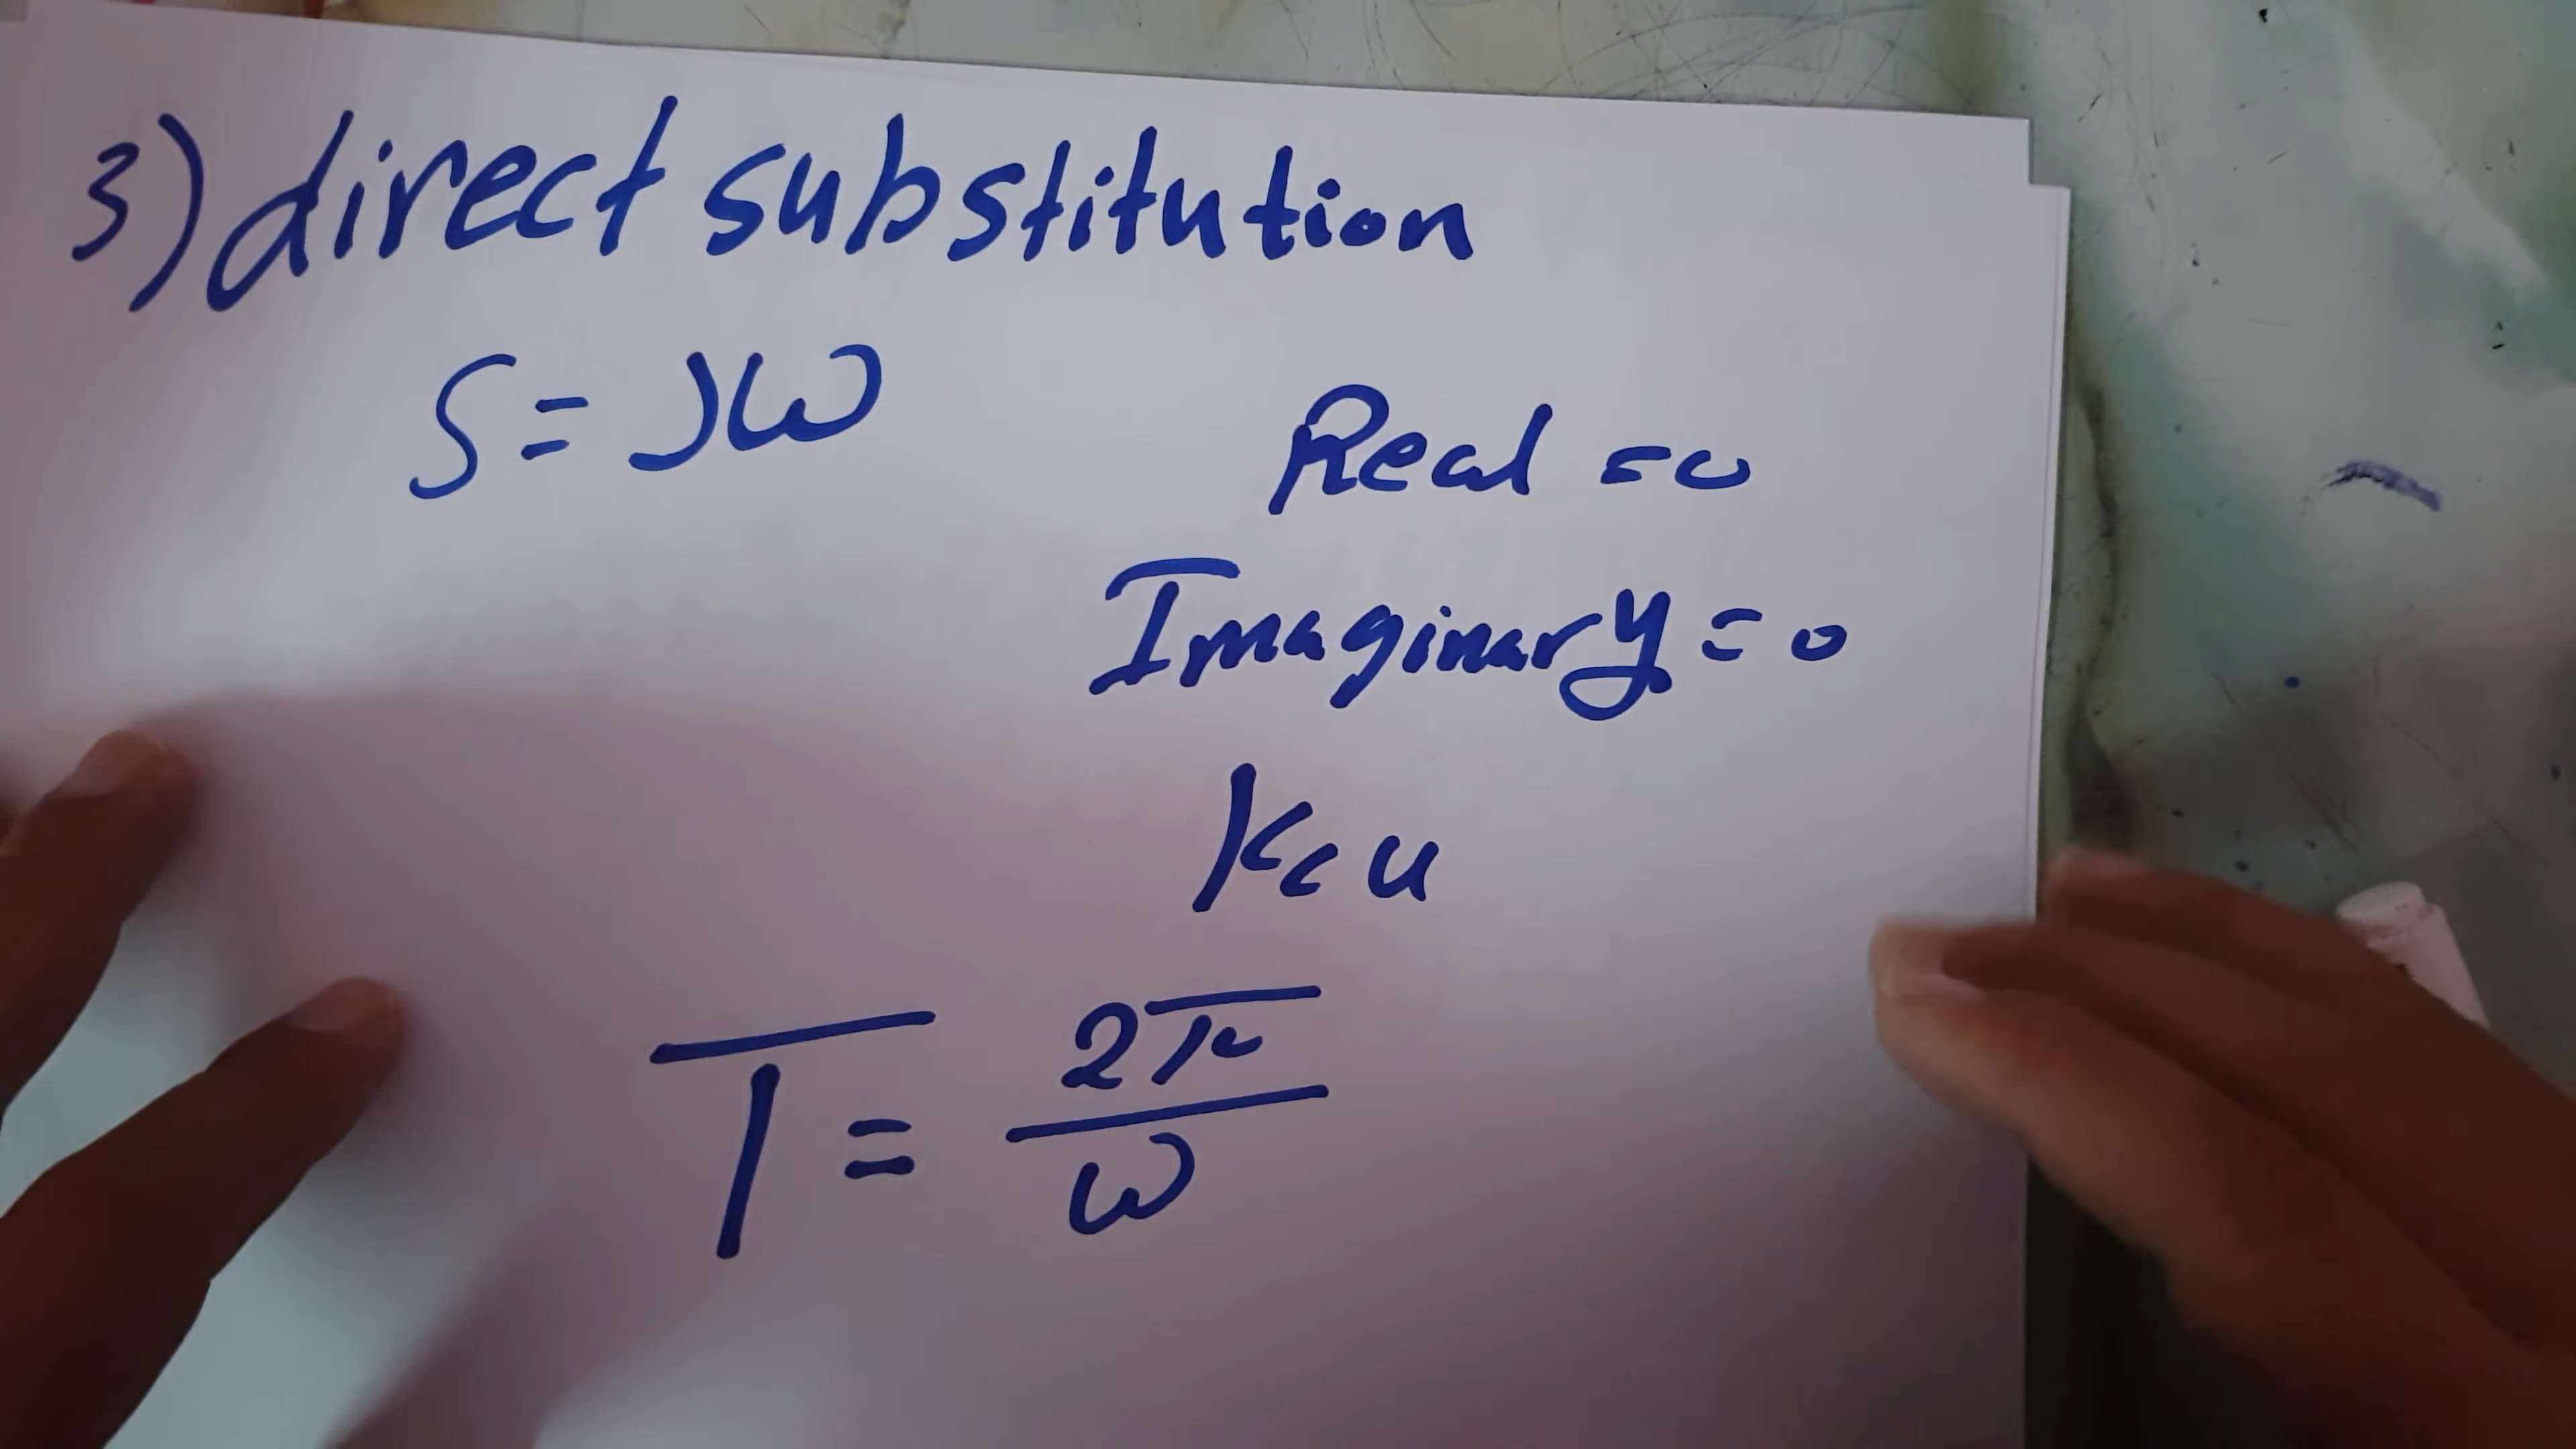 3) direct substitution
S = Jω
Real = 0
Imaginary = 0
Kcu
T = 2π/ω